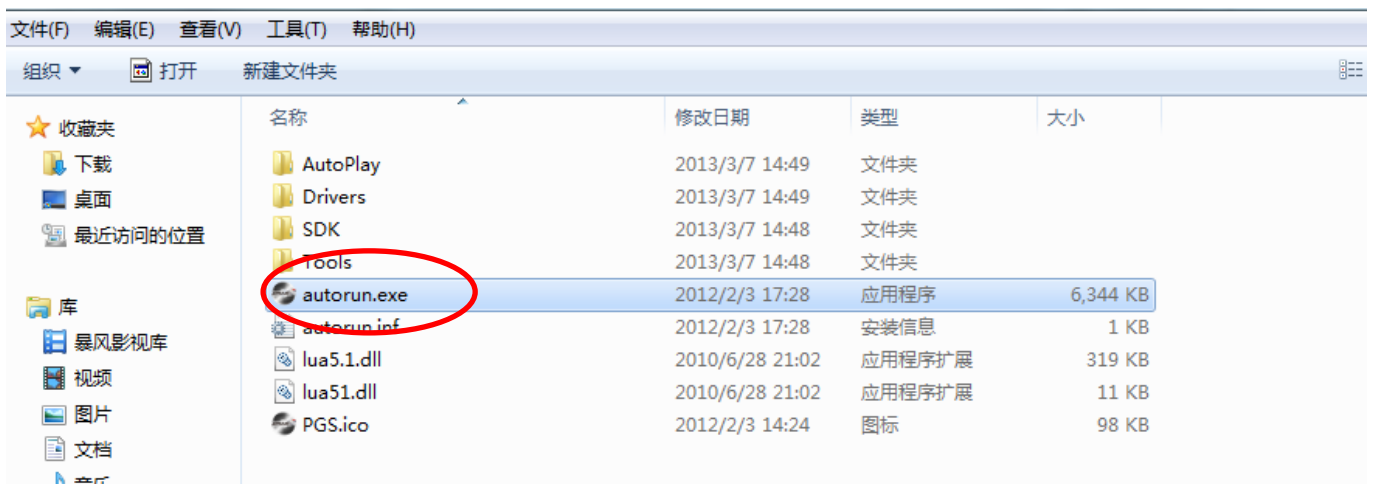 文件(F) 编辑(E) 查看(V) 工具(T) 帮助(H)
组织 打开 新建文件夹
名称 修改日期 类型 大小
收藏夹
下载
桌面
最近访问的位置
库
暴风影视库
视频
图片
文档
音乐
AutoPlay 2013/3/7 14:49 文件夹
Drivers 2013/3/7 14:49 文件夹
SDK 2013/3/7 14:48 文件夹
Tools 2013/3/7 14:48 文件夹
autorun.exe 2012/2/3 17:28 应用程序 6,344 KB
autorun.inf 2012/2/3 17:28 安装信息 1 KB
lua5.1.dll 2010/6/28 21:02 应用程序扩展 319 KB
lua51.dll 2010/6/28 21:02 应用程序扩展 11 KB
PGS.ico 2012/2/3 14:24 图标 98 KB